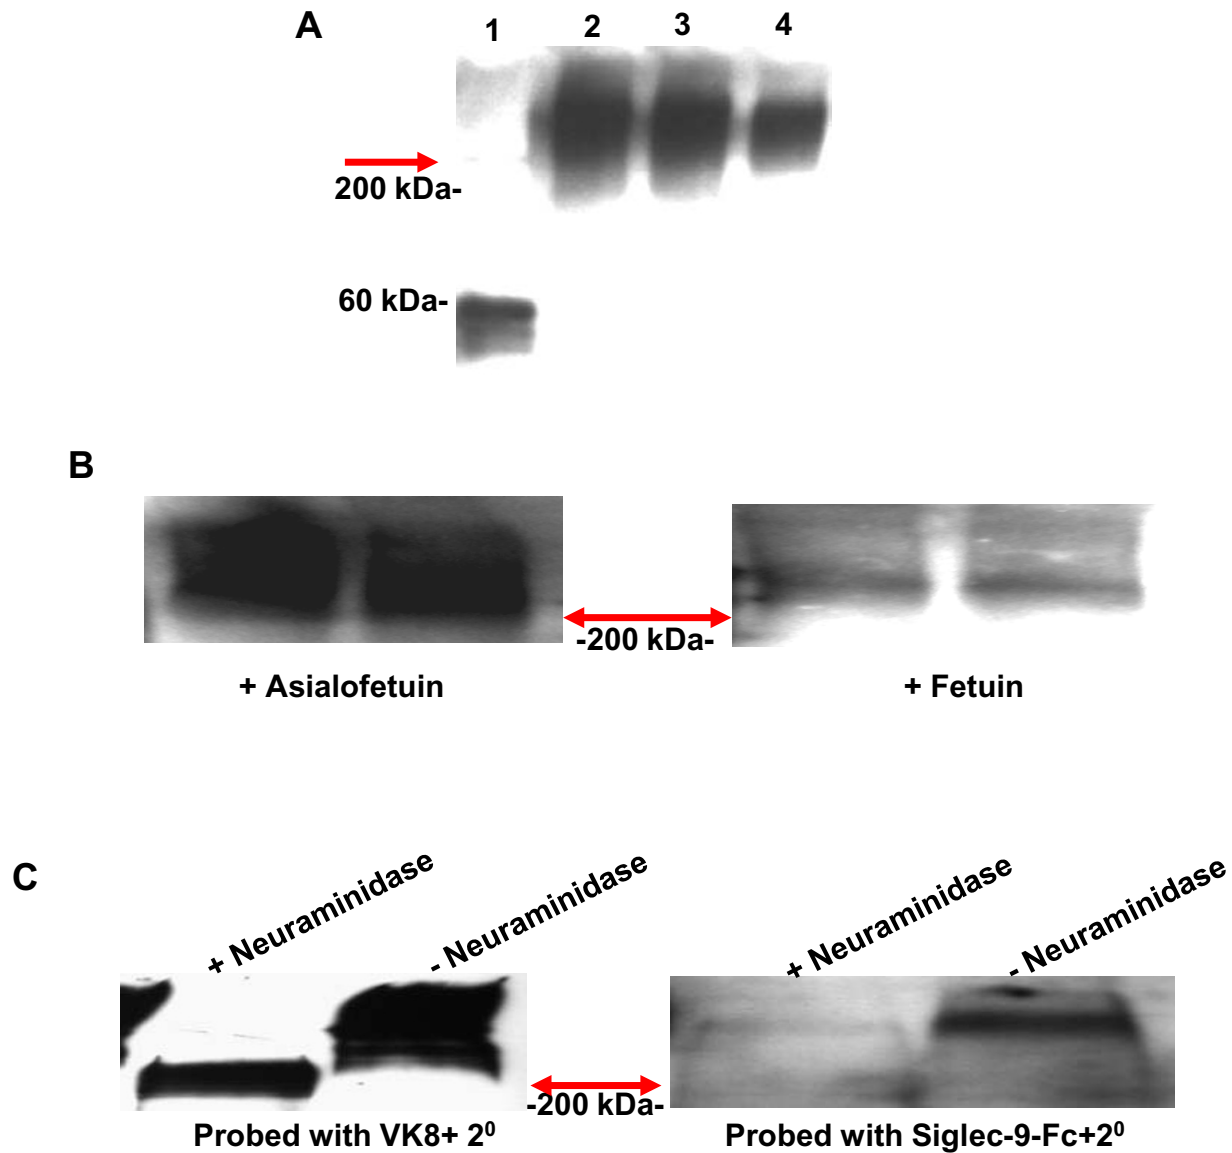 A
1 2 3 4
200 kDa-
60 kDa-
B
-200 kDa-
+ Asialofetuin
+ Fetuin
C
+ Neuraminidase
- Neuraminidase
+ Neuraminidase
- Neuraminidase
-200 kDa-
Probed with VK8+ 2⁰
Probed with Siglec-9-Fc+2⁰